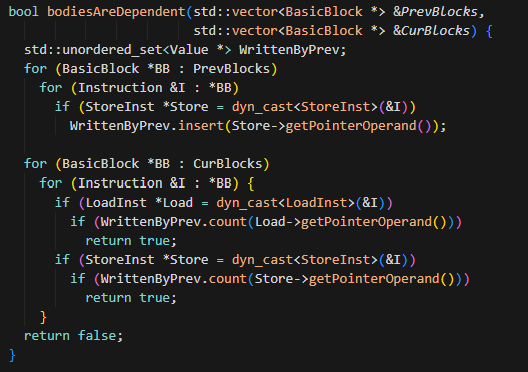 bool bodiesAreDependent(std::vector<BasicBlock *> &PrevBlocks,
                        std::vector<BasicBlock *> &CurBlocks) {
  std::unordered_set<Value *> WrittenByPrev;
  for (BasicBlock *BB : PrevBlocks)
    for (Instruction &I : *BB)
      if (StoreInst *Store = dyn_cast<StoreInst>(&I))
        WrittenByPrev.insert(Store->getPointerOperand());

  for (BasicBlock *BB : CurBlocks)
    for (Instruction &I : *BB) {
      if (LoadInst *Load = dyn_cast<LoadInst>(&I))
        if (WrittenByPrev.count(Load->getPointerOperand()))
          return true;
      if (StoreInst *Store = dyn_cast<StoreInst>(&I))
        if (WrittenByPrev.count(Store->getPointerOperand()))
          return true;
    }
  return false;
}